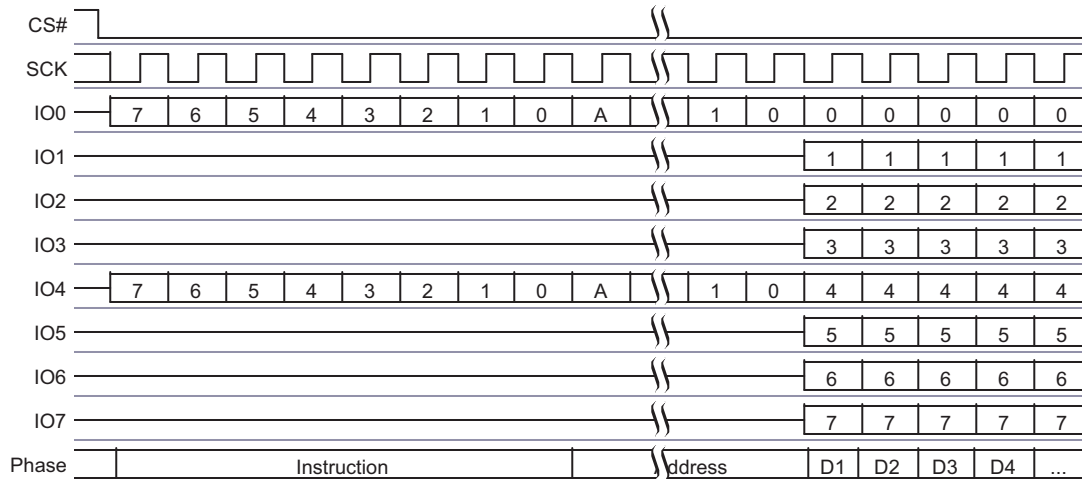 CS#
SCK
IO0 7 6 5 4 3 2 1 0 A 1 0 0 0 0 0 0
IO1 1 1 1 1 1
IO2 2 2 2 2 2
IO3 3 3 3 3 3
IO4 7 6 5 4 3 2 1 0 A 1 0 4 4 4 4 4
IO5 5 5 5 5 5
IO6 6 6 6 6 6
IO7 7 7 7 7 7
Phase Instruction Address D1 D2 D3 D4 ...